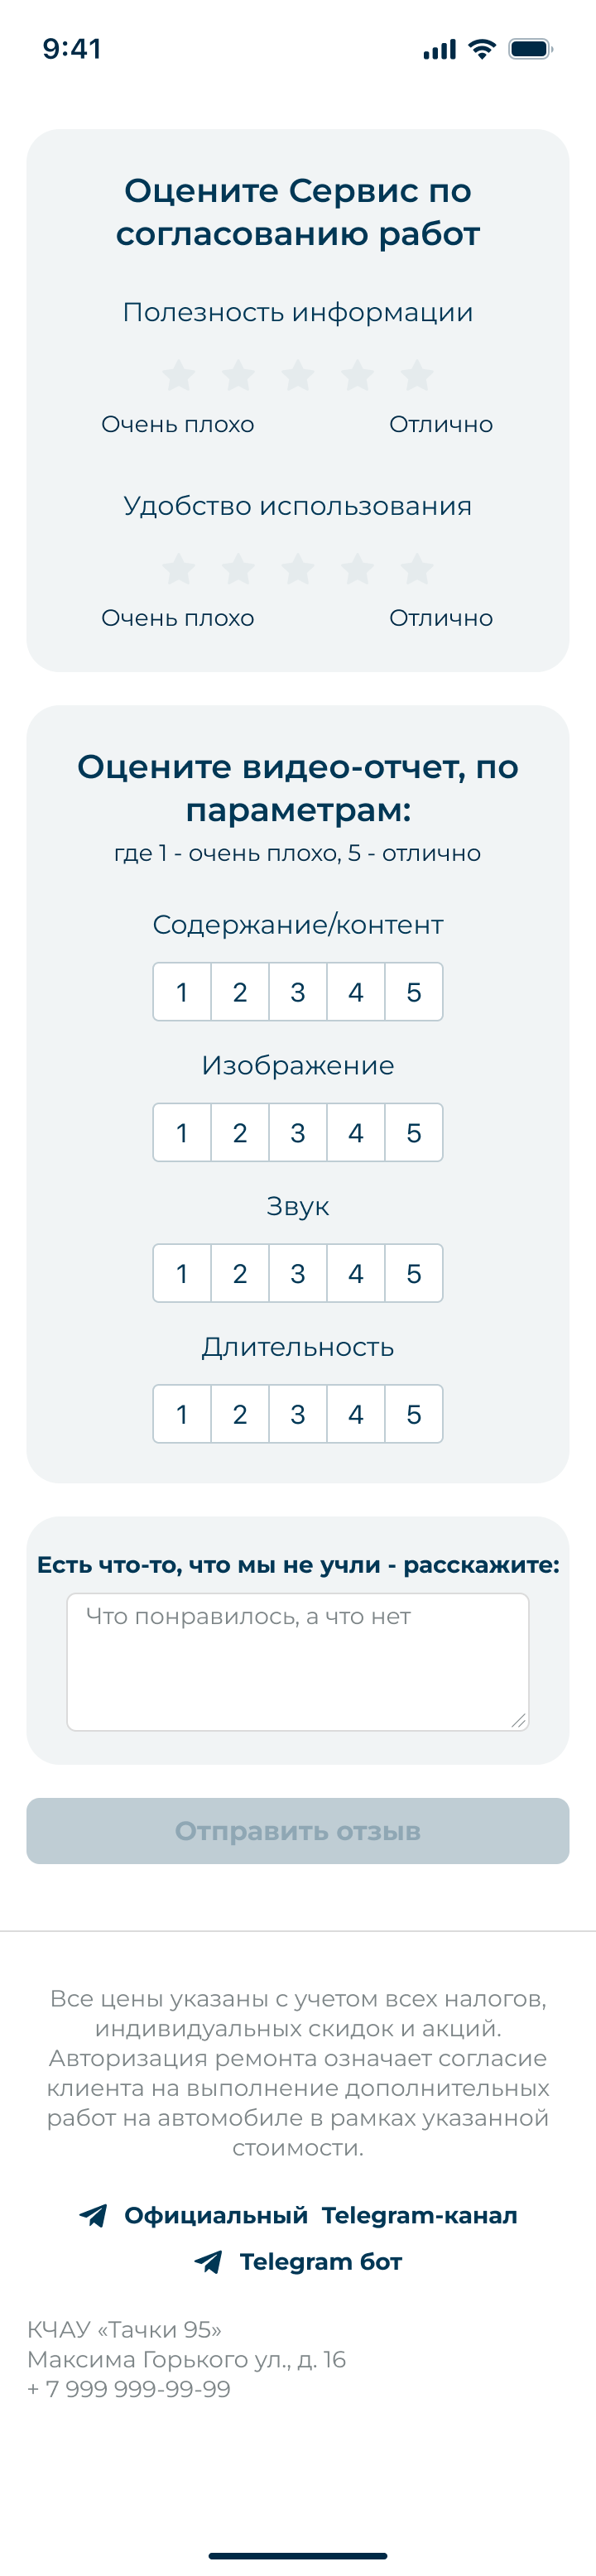 9:41
Оцените Сервис по
согласованию работ
Полезность информации
Очень плохо Отлично
Удобство использования
Очень плохо Отлично
Оцените видео-отчет, по
параметрам:
где 1 - очень плохо, 5 - отлично
Содержание/контент
1 2 3 4 5
Изображение
1 2 3 4 5
Звук
1 2 3 4 5
Длительность
1 2 3 4 5
Есть что-то, что мы не учли - расскажите:
Что понравилось, а что нет
Отправить отзыв
Все цены указаны с учетом всех налогов,
индивидуальных скидок и акций.
Авторизация ремонта означает согласие
клиента на выполнение дополнительных
работ на автомобиле в рамках указанной
стоимости.
Официальный Telegram-канал
Telegram бот
КЧАУ «Тачки 95»
Максима Горького ул., д. 16
+ 7 999 999-99-99